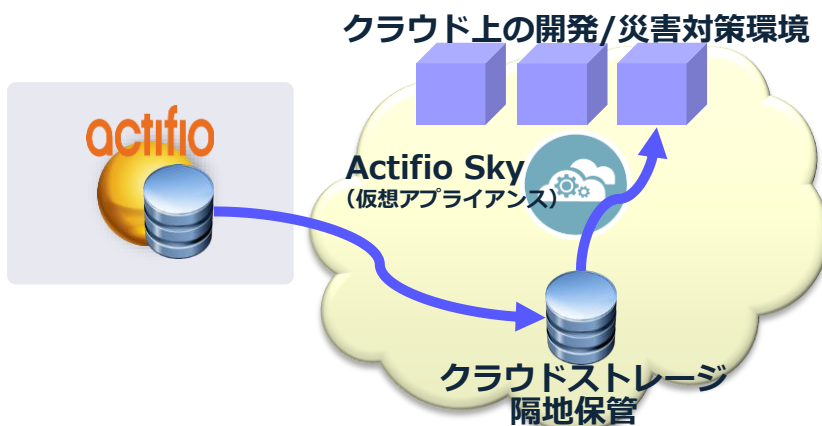 クラウド上の開発/災害対策環境
actifio
Actifio Sky
（仮想アプライアンス）
クラウドストレージ
隔地保管